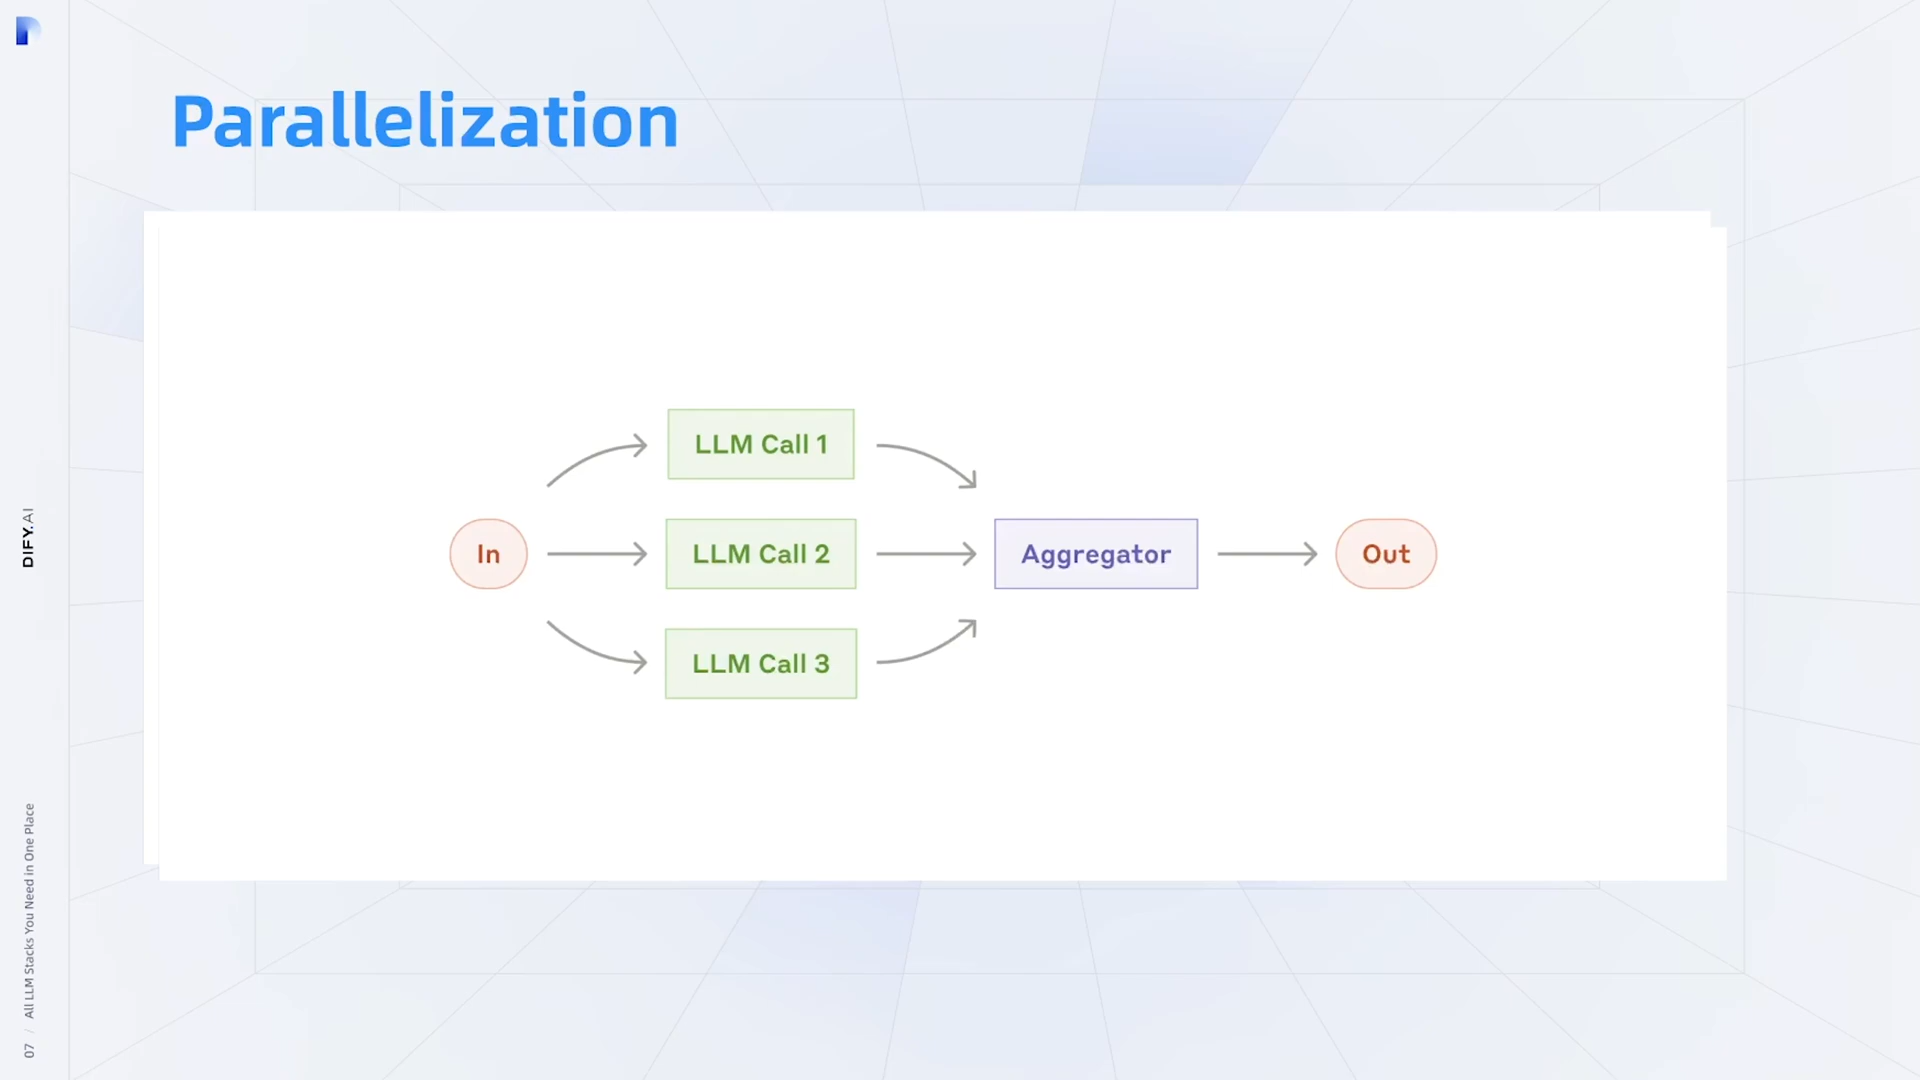 Parallelization
LLM Call 1
In
LLM Call 2
Aggregator
Out
LLM Call 3
DIFY.AI
07 / All LLM Stacks You Need in One Place